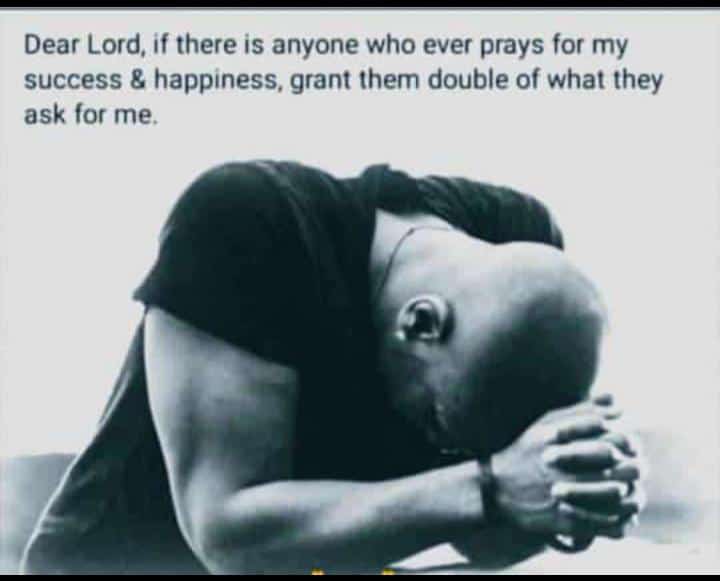 Dear Lord, if there is anyone who ever prays for my
success & happiness, grant them double of what they
ask for me.